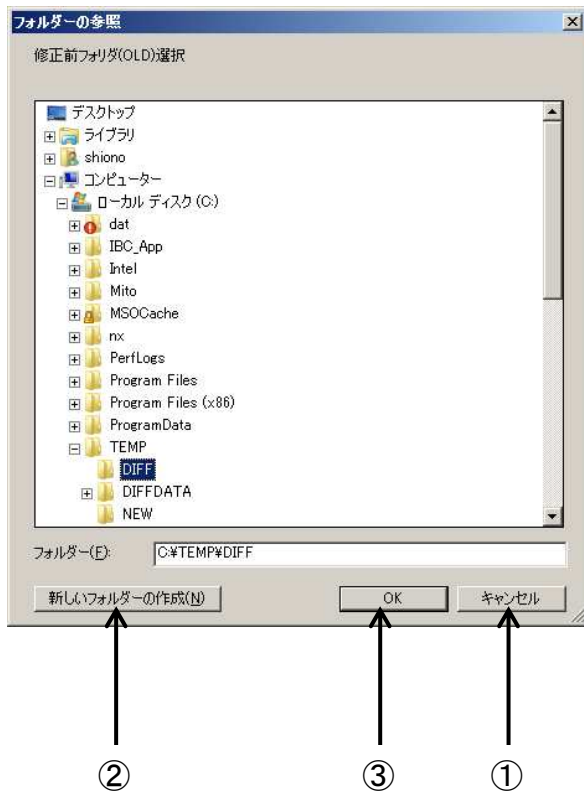 フォルダーの参照
修正前フォリダ(OLD)選択
デスクトップ
ライブラリ
shiono
コンピューター
ローカル ディスク (C:)
dat
IBC_App
Intel
Mito
MSOCache
nx
PerfLogs
Program Files
Program Files (x86)
ProgramData
TEMP
DIFF
DIFFDATA
NEW
フォルダー(F): C:¥TEMP¥DIFF
新しいフォルダーの作成(N) OK キャンセル
② ③ ①